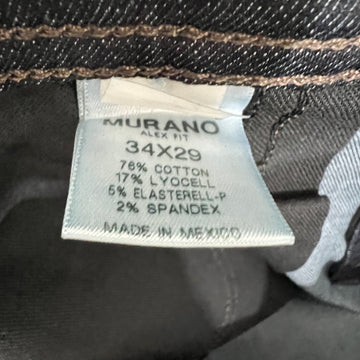 MURANO
ALEX FIT
34X29
76% COTTON
17% LYOCELL
5% ELASTERELL-P
2% SPANDEX
MADE IN MEXICO